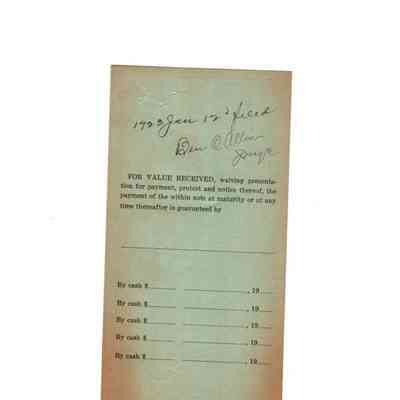 1922 Jan 12 filed
Ben C Allen
Judge
FOR VALUE RECEIVED, waiving presenta-
tion for payment, protest and notice thereof, the
payment of the within note at maturity or at any
time thereafter is guaranteed by
By cash $ , 19
By cash $ , 19
By cash $ , 19
By cash $ , 19
By cash $ , 19